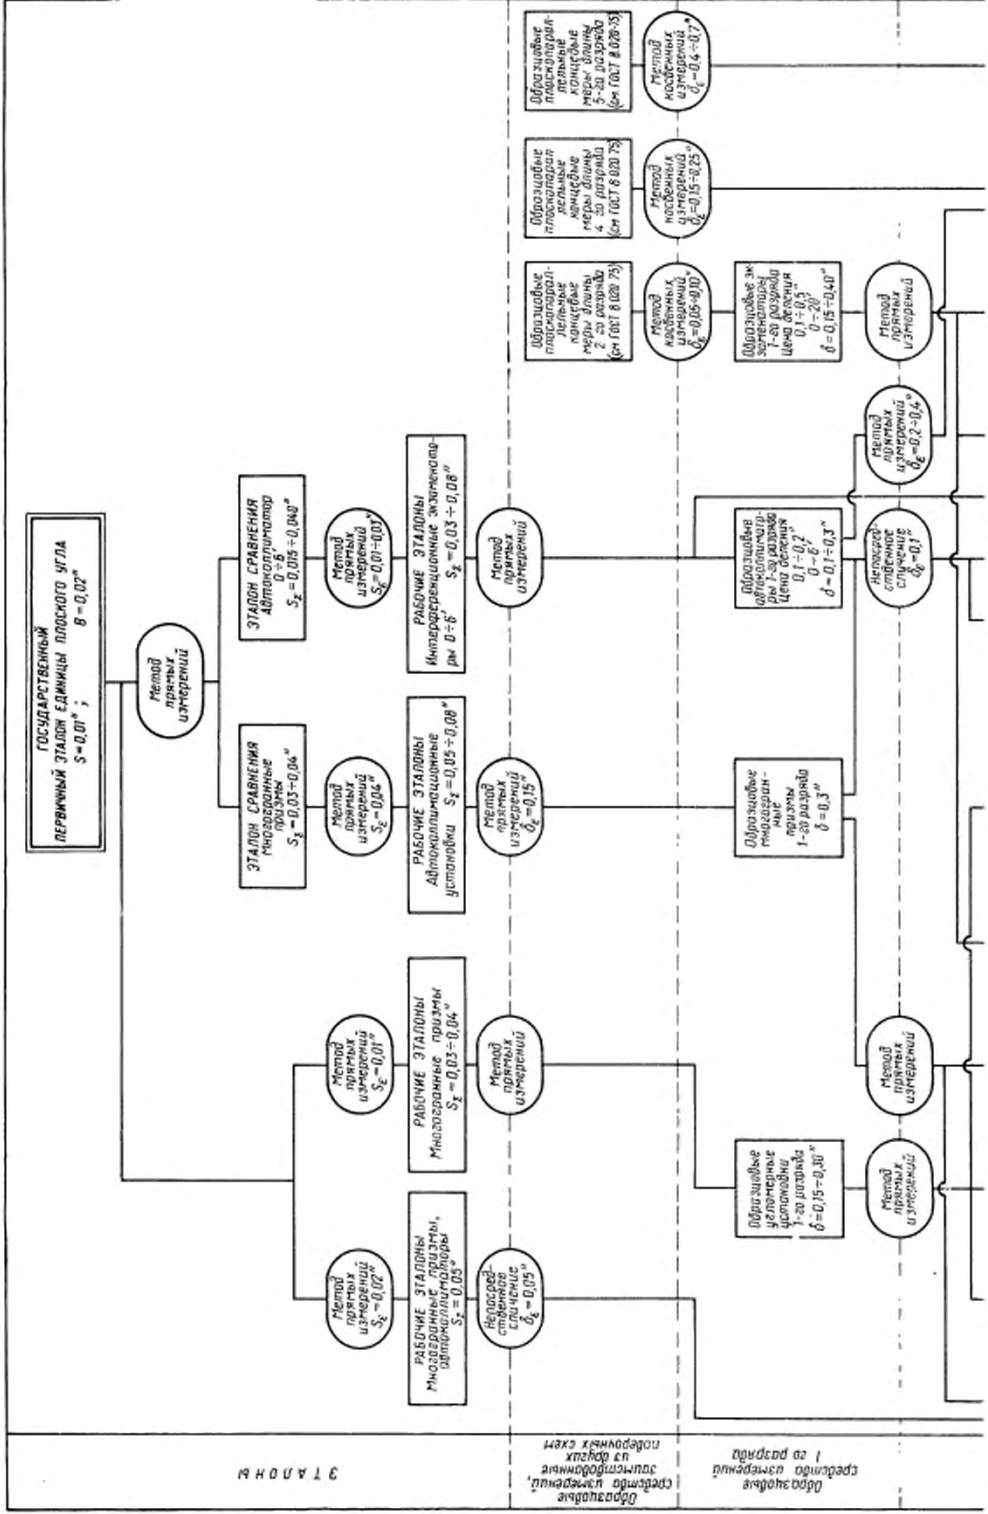 ГОСУДАРСТВЕННЫЙ
ПЕРВИЧНЫЙ ЭТАЛОН ЕДИНИЦЫ ПЛОСКОГО УГЛА
S=0,01" ; θ=0,02"
Метод
прямых
измерений
ЭТАЛОН СРАВНЕНИЯ
Многогранные
призмы
S_Σ=0,03÷0,04"
ЭТАЛОН СРАВНЕНИЯ
Автоколлиматор
0÷6'
S_Σ=0,015÷0,040"
Метод
прямых
измерений
S_Σ=0,02"
Метод
прямых
измерений
S_Σ=0,01"
Метод
прямых
измерений
S_Σ=0,04"
Метод
прямых
измерений
S_Σ=0,01÷0,03"
РАБОЧИЕ ЭТАЛОНЫ
Многогранные призмы,
автоколлиматоры
S_Σ=0,05"
РАБОЧИЕ ЭТАЛОНЫ
Многогранные призмы
S_Σ=0,03÷0,04"
РАБОЧИЕ ЭТАЛОНЫ
Автоколлимационные
установки S_Σ=0,05÷0,08"
РАБОЧИЕ ЭТАЛОНЫ
Интерференционные экзаменато-
ры 0÷6' S_Σ=0,03÷0,08"
Непосред-
ственное
сличение
δ_Σ=0,05"
Метод
прямых
измерений
Метод
прямых
измерений
δ_Σ=0,15"
Метод
прямых
измерений
Образцовые
плоскопарал-
лельные
концевые
меры длины
2 го разряда
(см ГОСТ 8 020 75)
Образцовые
плоскопарал
лельные
концевые
меры длины
4 го разряда
(см ГОСТ 8 020 75)
Образцовые
плоскопарал-
лельные
концевые
меры длины
5-го разряда
(см ГОСТ 8.020-75)
Метод
косвенных
измерений
δ_Σ=0,05÷0,10"
Метод
косвенных
измерений
δ_Σ=0,15÷0,25"
Метод
косвенных
измерений
δ_Σ=0,4÷0,7"
Образцовые
угломерные
установки
1-го разряда
δ=0,15÷0,30"
Образцовые
многогран-
ные
призмы
1-го разряда
δ=0,3"
Образцовые
автоколлимато-
ры 1-го разряда
Цена деления
0,1÷0,2"
0÷6'
δ=0,1÷0,3"
Образцовые эк-
заменаторы
1-го разряда
Цена деления
0,1÷0,5"
0÷20'
δ=0,15÷0,40"
Метод
прямых
измерений
Метод
прямых
измерений
Непосред-
ственное
сличение
δ_Σ=0,1"
Метод
прямых
измерений
δ_Σ=0,2÷0,4"
Метод
прямых
измерений
ЭТАЛОНЫ
Образцовые
средства измерений,
заимствованные
из других
поверочных схем
Образцовые
средства измерений
1 го разряда